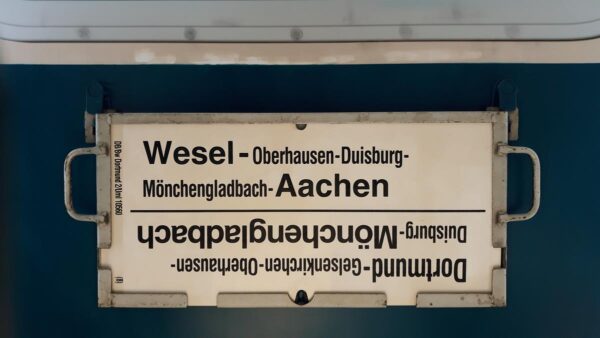 Wesel - Oberhausen-Duisburg-
Mönchengladbach-Aachen
Dortmund-Gelsenkirchen-Oberhausen-
Duisburg-Mönchengladbach